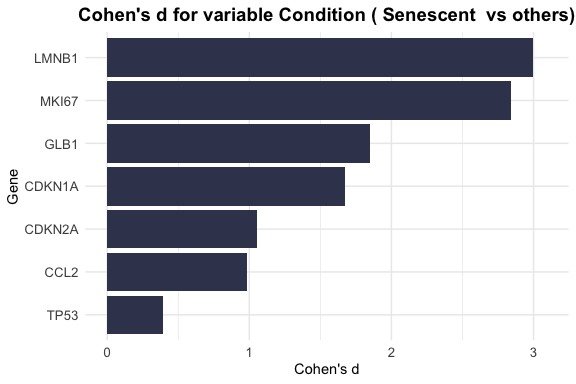 Cohen's d for variable Condition ( Senescent  vs others)
LMNB1
MKI67
GLB1
CDKN1A
CDKN2A
CCL2
TP53
Gene
0 1 2 3
Cohen's d